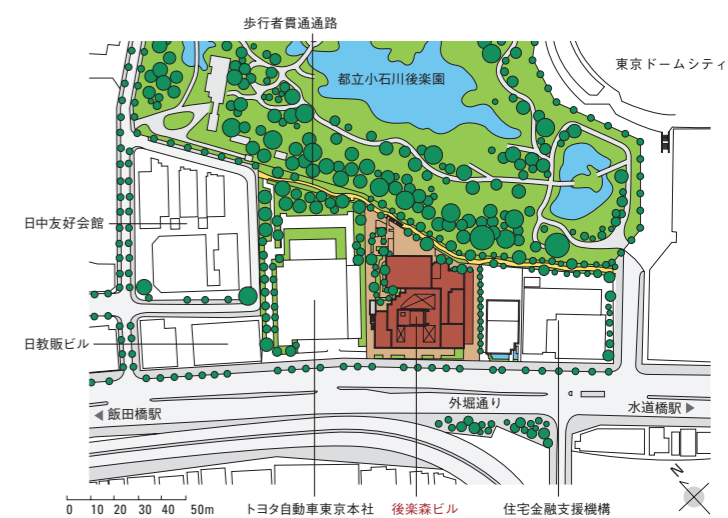 歩行者貫通通路
東京ドームシティ
都立小石川後楽園
日中友好会館
日教販ビル
外堀通り
飯田橋駅
水道橋駅
N
0 10 20 30 40 50m
トヨタ自動車東京本社
後楽森ビル
住宅金融支援機構